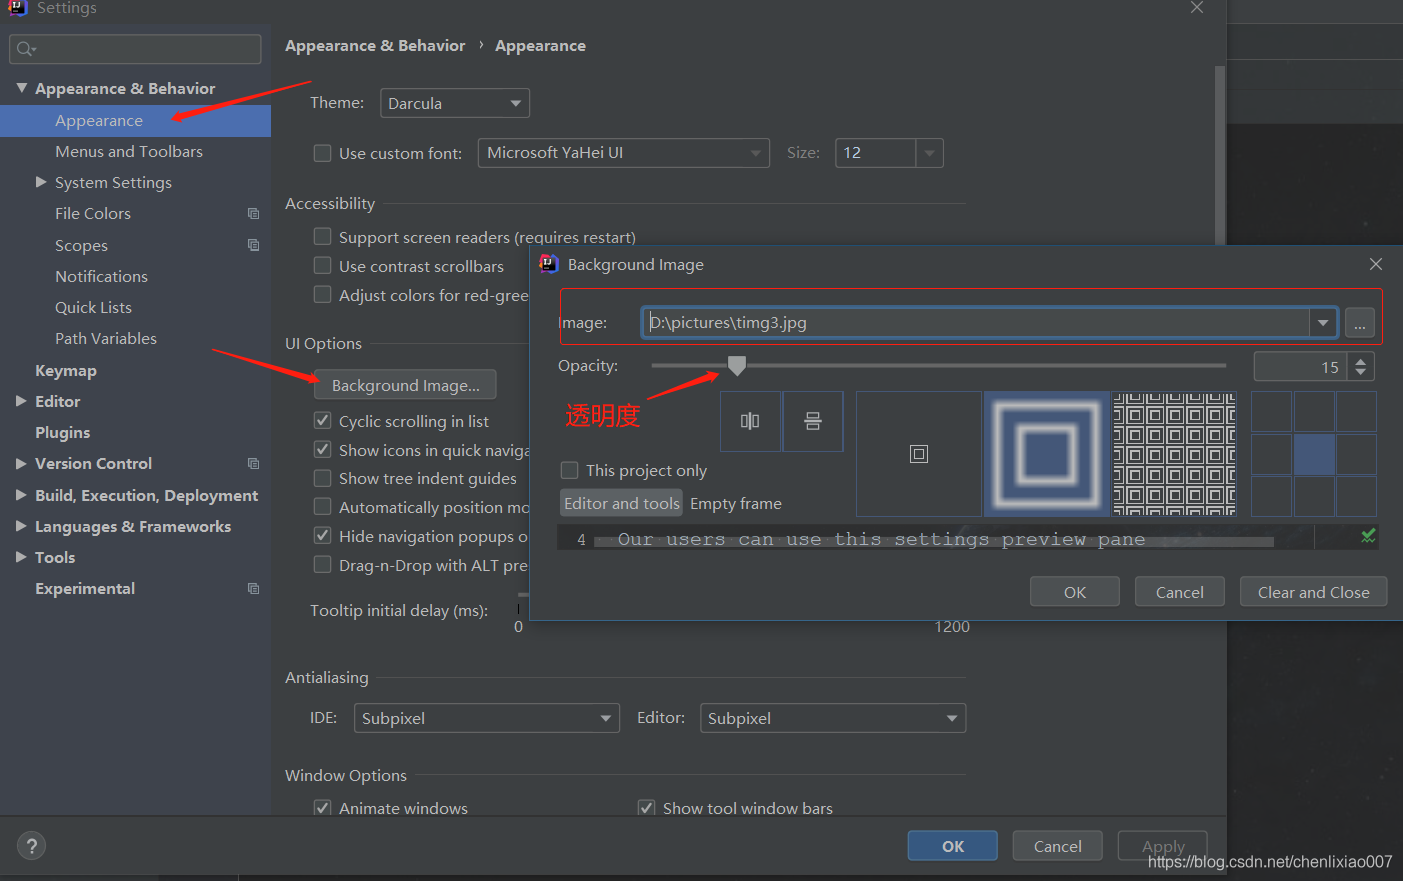 Settings
Appearance & Behavior
Appearance
Menus and Toolbars
System Settings
File Colors
Scopes
Notifications
Quick Lists
Path Variables
Keymap
Editor
Plugins
Version Control
Build, Execution, Deployment
Languages & Frameworks
Tools
Experimental
Appearance & Behavior › Appearance
Theme: Darcula
Use custom font: Microsoft YaHei UI Size: 12
Accessibility
Support screen readers (requires restart)
Use contrast scrollbars
Adjust colors for red-gree
UI Options
Background Image...
Cyclic scrolling in list
Show icons in quick naviga
Show tree indent guides
Automatically position mo
Hide navigation popups o
Drag-n-Drop with ALT pre
Tooltip initial delay (ms):
0 1200
Antialiasing
IDE: Subpixel Editor: Subpixel
Window Options
Animate windows Show tool window bars
? OK Cancel Apply
Background Image
Image: D:\pictures\timg3.jpg ...
Opacity: 15
透明度
This project only
Editor and tools Empty frame
4 Our users can use this settings preview pane
OK Cancel Clear and Close
https://blog.csdn.net/chenlixiao007